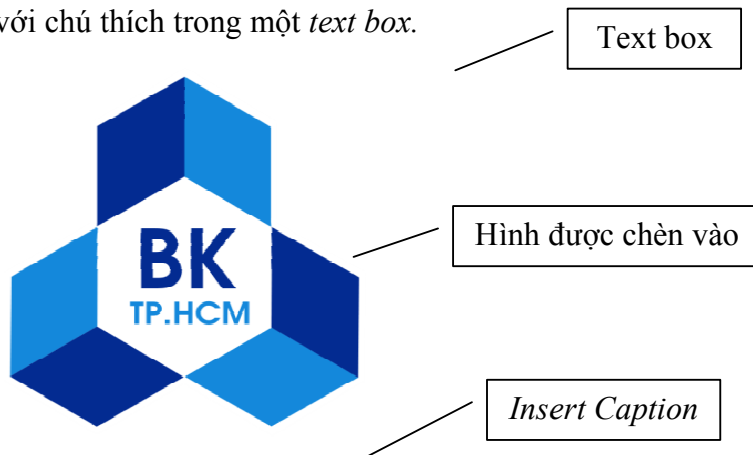 với chú thích trong một text box.
Text box
BK
TP.HCM
Hình được chèn vào
Insert Caption